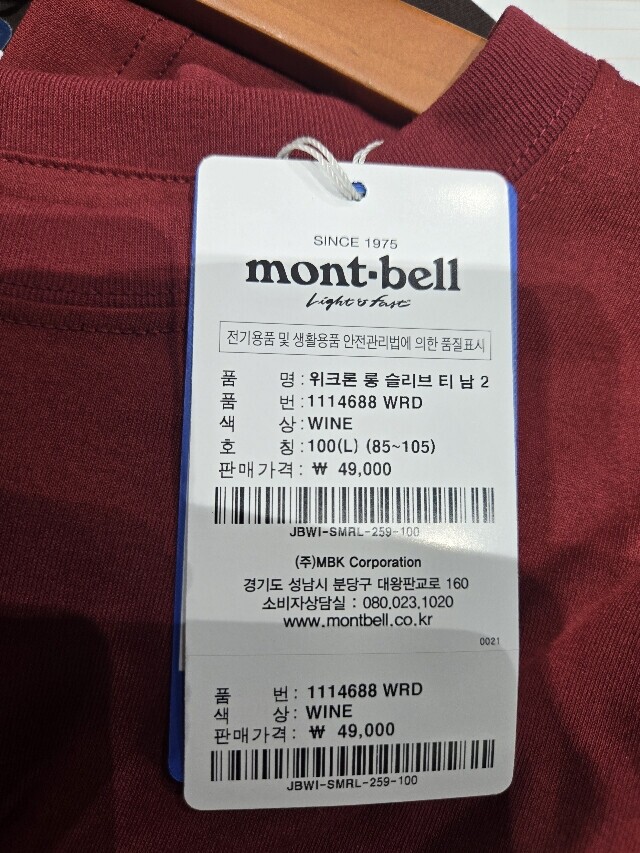 SINCE 1975
mont-bell
Light & Fast
전기용품 및 생활용품 안전관리법에 의한 품질표시
품 명 : 위크론 롱 슬리브 티 남 2
품 번 : 1114688 WRD
색 상 : WINE
호 칭 : 100(L) (85~105)
판매가격 : ₩ 49,000
JBWI-SMRL-259-100
(주)MBK Corporation
경기도 성남시 분당구 대왕판교로 160
소비자상담실 : 080.023.1020
www.montbell.co.kr
0021
품 번 : 1114688 WRD
색 상 : WINE
판매가격 : ₩ 49,000
JBWI-SMRL-259-100